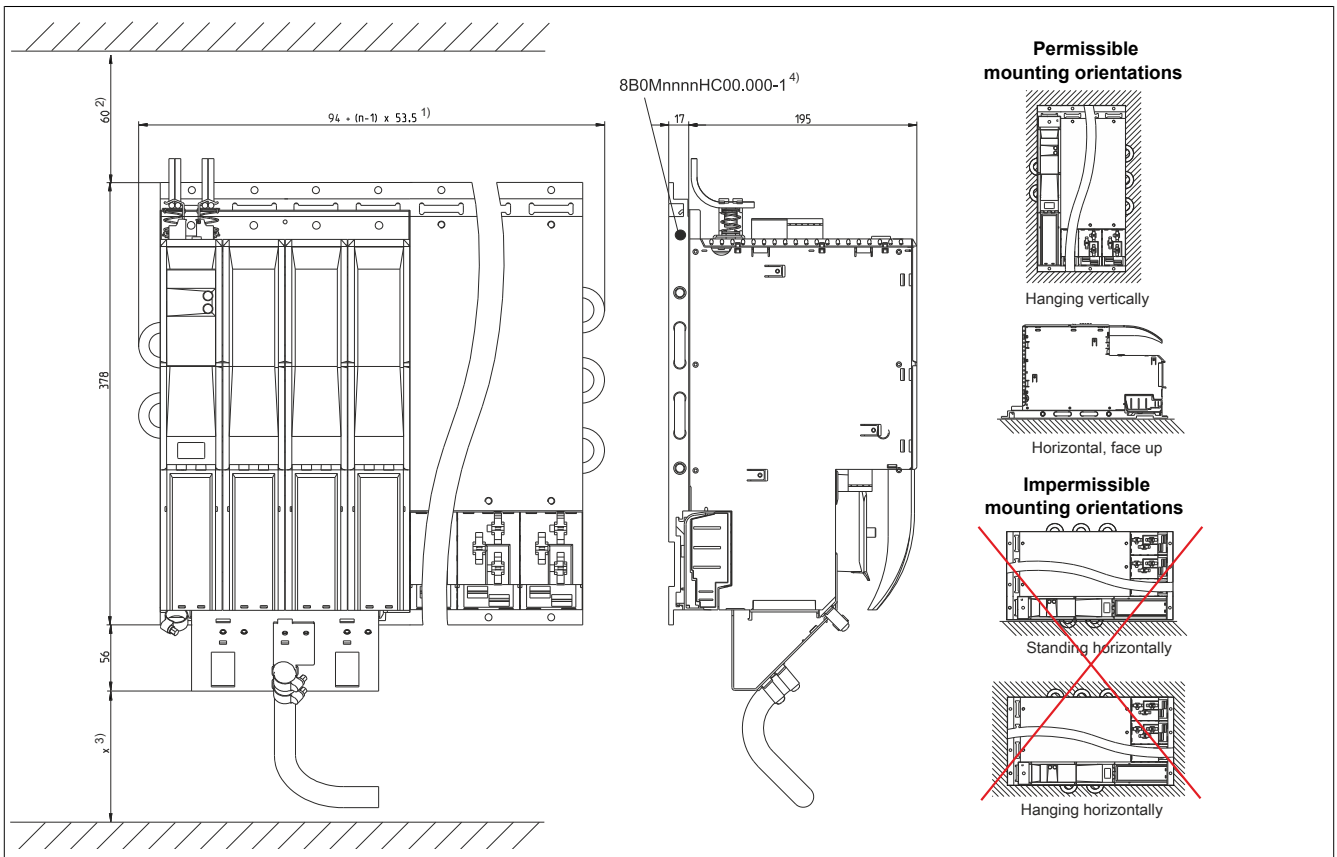 60 2)
94 + (n-1) x 53.5 1)
378
56
x 3)
8B0MnnnnHC00.000-1 4)
17
195
Permissible
mounting orientations
Hanging vertically
Horizontal, face up
Impermissible
mounting orientations
Standing horizontally
Hanging horizontally